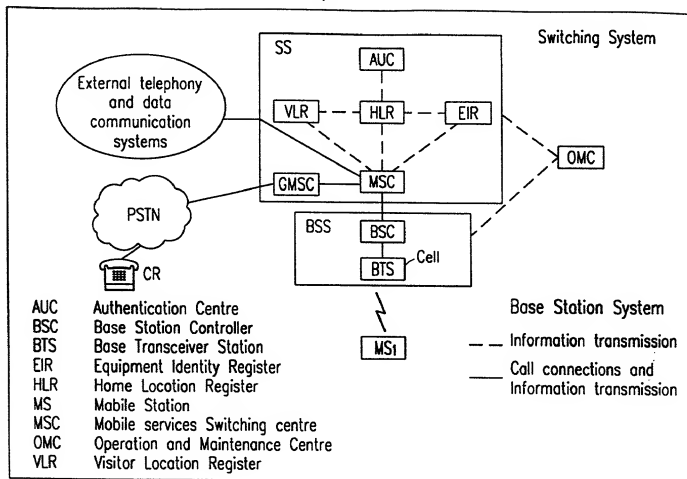 SS
Switching System
AUC
External telephony
and data
communication
systems
VLR
HLR
EIR
OMC
GMSC
MSC
PSTN
BSS
BSC
Cell
BTS
CR
MS1
AUC Authentication Centre
BSC Base Station Controller
BTS Base Transceiver Station
EIR Equipment Identity Register
HLR Home Location Register
MS Mabile Station
MSC Mobile services Switching centre
OMC Operation and Maintenance Centre
VLR Visitor Location Register
Base Station System
Information transmission
Call connections and
Information transmission